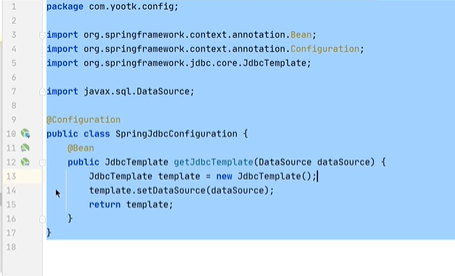 1 package com.yootk.config;
2
3 import org.springframework.context.annotation.Bean;
4 import org.springframework.context.annotation.Configuration;
5 import org.springframework.jdbc.core.JdbcTemplate;
6
7 import javax.sql.DataSource;
8
9 @Configuration
10 public class SpringJdbcConfiguration {
11     @Bean
12     public JdbcTemplate getJdbcTemplate(DataSource dataSource) {
13         JdbcTemplate template = new JdbcTemplate();
14         template.setDataSource(dataSource);
15         return template;
16     }
17 }
18